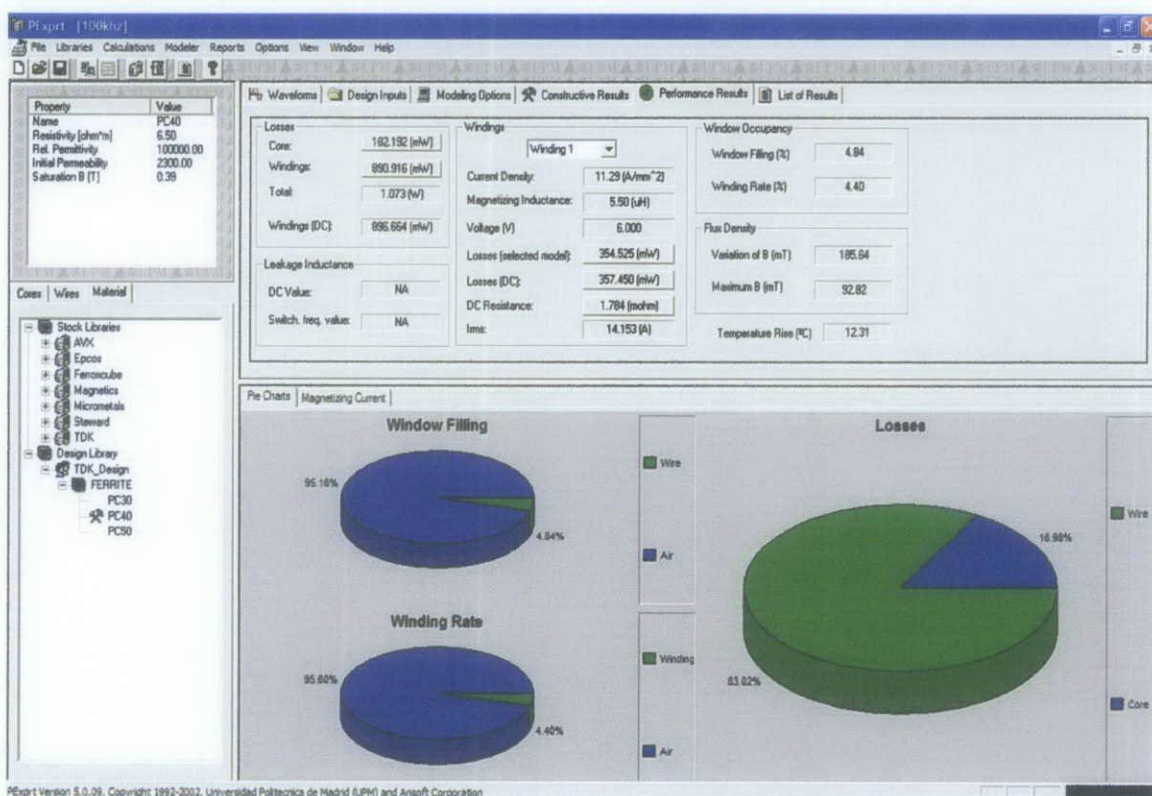 PExprt - [100khz]
File Libraries Calculations Modeler Reports Options View Window Help
Property Value
Name PC40
Resistivity [ohm*m] 6.50
Rel. Permittivity 100000.00
Initial Permeability 2300.00
Saturation B [T] 0.39
Cores Wires Material
Stock Libraries
AVX
Epcos
Ferroxcube
Magnetics
Micrometals
Steward
TDK
Design Library
TDK_Design
FERRITE
PC30
PC40
PC50
Waveforms Design Inputs Modeling Options Constructive Results Performance Results List of Results
Losses
Core: 182.192 (mW)
Windings: 890.916 (mW)
Total: 1.073 (W)
Windings (DC): 896.664 (mW)
Leakage Inductance
DC Value: NA
Switch. freq. value: NA
Windings
Winding 1
Current Density: 11.29 (A/mm^2)
Magnetizing Inductance: 5.50 (uH)
Voltage (V) 6.000
Losses (selected model): 354.525 (mW)
Losses (DC): 357.450 (mW)
DC Resistance: 1.784 (mohm)
Irms: 14.153 (A)
Window Occupancy
Window Filling (%) 4.84
Winding Rate (%) 4.40
Flux Density
Variation of B (mT) 185.64
Maximum B (mT) 92.82
Temperature Rise (ºC) 12.31
Pie Charts Magnetizing Current
Window Filling
95.16%
4.84%
Wire
Air
Winding Rate
95.60%
4.40%
Winding
Air
Losses
16.98%
83.02%
Wire
Core
PExprt Version 5.0.09, Copyright 1992-2002, Universidad Politecnica de Madrid (UPM) and Ansoft Corporation